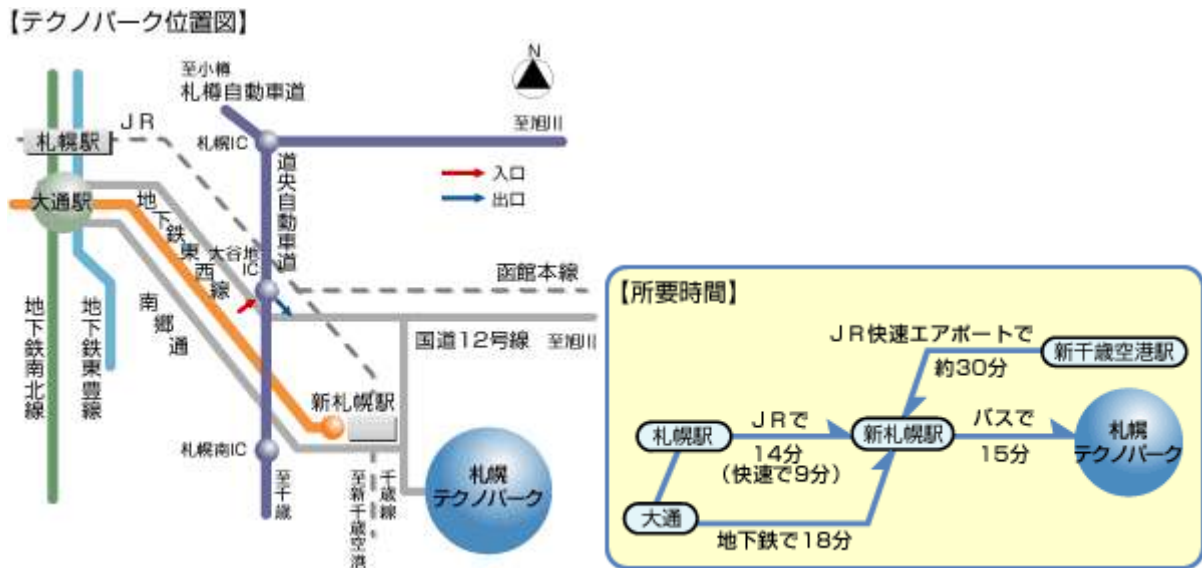 【テクノパーク位置図】
N
至小樽
札樽自動車道
JR
札幌駅
札幌IC
至旭川
道央自動車道
入口
出口
大通駅
地下鉄東西線
大谷地
IC
函館本線
南郷通
地下鉄南北線
地下鉄東豊線
国道12号線 至旭川
新札幌駅
札幌南IC
至千歳
至新千歳空港
千歳線
札幌
テクノパーク
【所要時間】
JR快速エアポートで
約30分
新千歳空港駅
札幌駅
JRで
14分
(快速で9分)
新札幌駅
バスで
15分
札幌
テクノパーク
大通
地下鉄で18分